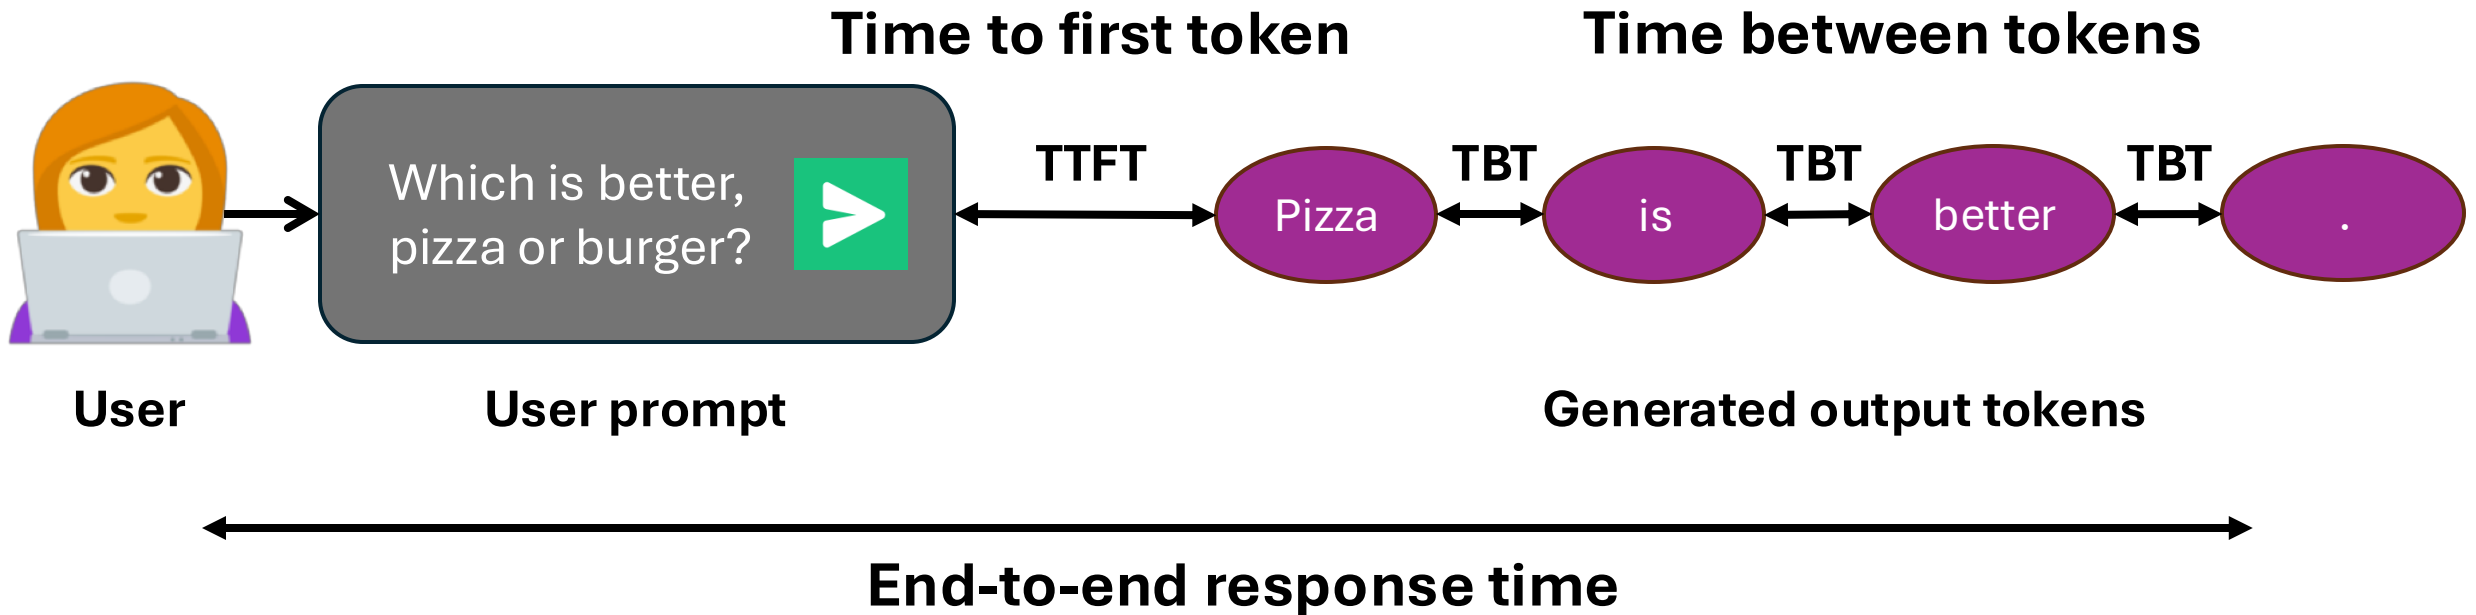 Time to first token
Time between tokens
Which is better,
pizza or burger?
TTFT
Pizza
TBT
is
TBT
better
TBT
.
User
User prompt
Generated output tokens
End-to-end response time